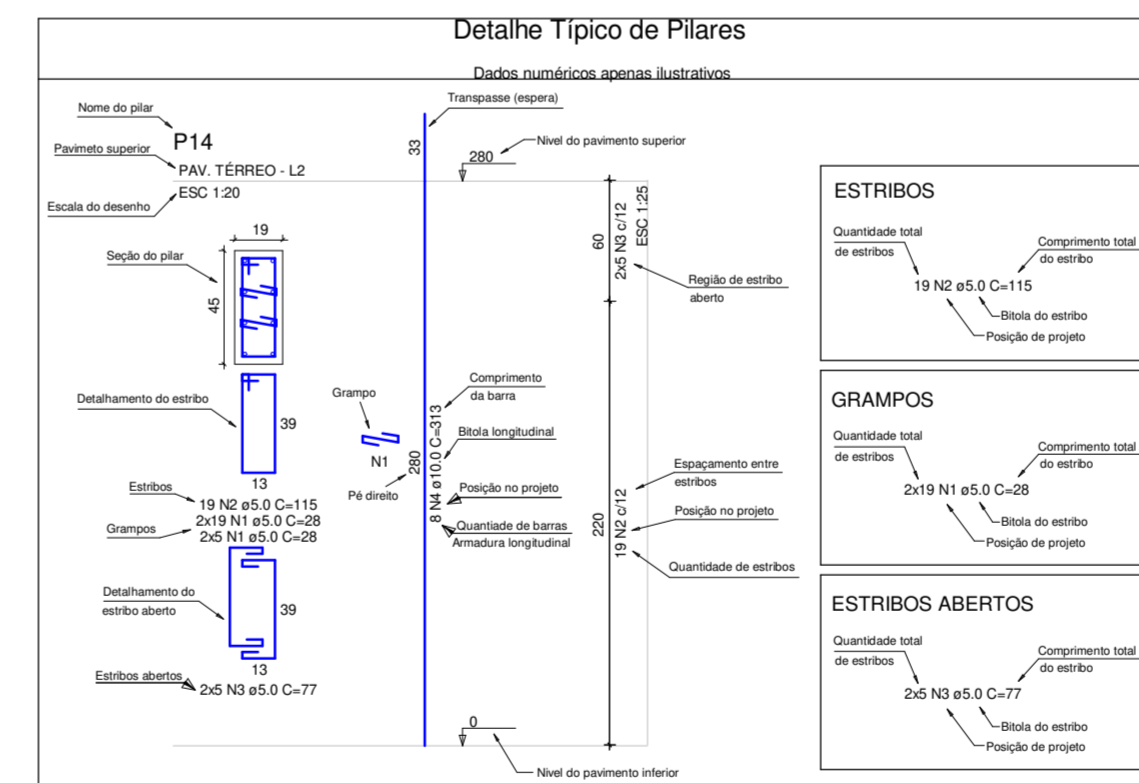 Detalhe Típico de Pilares
Dados numéricos apenas ilustrativos
Nome do pilar
P14
Pavimeto superior
PAV. TÉRREO - L2
Escala do desenho
ESC 1:20
Seção do pilar
19
45
Detalhamento do estribo
39
13
Estribos
19 N2 ø5.0 C=115
2x19 N1 ø5.0 C=28
Grampos
2x5 N1 ø5.0 C=28
Detalhamento do
estribo aberto
39
13
Estribos abertos
2x5 N3 ø5.0 C=77
Transpasse (espera)
33
Nivel do pavimento superior
280
Grampo
N1
280
Pé direito
8 N4 ø10.0 C=313
Comprimento
da barra
Bitola longitudinal
Posição no projeto
Quantiade de barras
Armadura longitudinal
0
Nivel do pavimento inferior
60
2x5 N3 c/12
ESC 1:25
Região de estribo
aberto
220
19 N2 c/12
Espaçamento entre
estribos
Posição no projeto
Quantidade de estribos
ESTRIBOS
Quantidade total
de estribos
Comprimento total
do estribo
19 N2 ø5.0 C=115
Bitola do estribo
Posição de projeto
GRAMPOS
Quantidade total
de estribos
Comprimento total
do estribo
2x19 N1 ø5.0 C=28
Bitola do estribo
Posição de projeto
ESTRIBOS ABERTOS
Quantidade total
de estribos
Comprimento total
do estribo
2x5 N3 ø5.0 C=77
Bitola do estribo
Posição de projeto